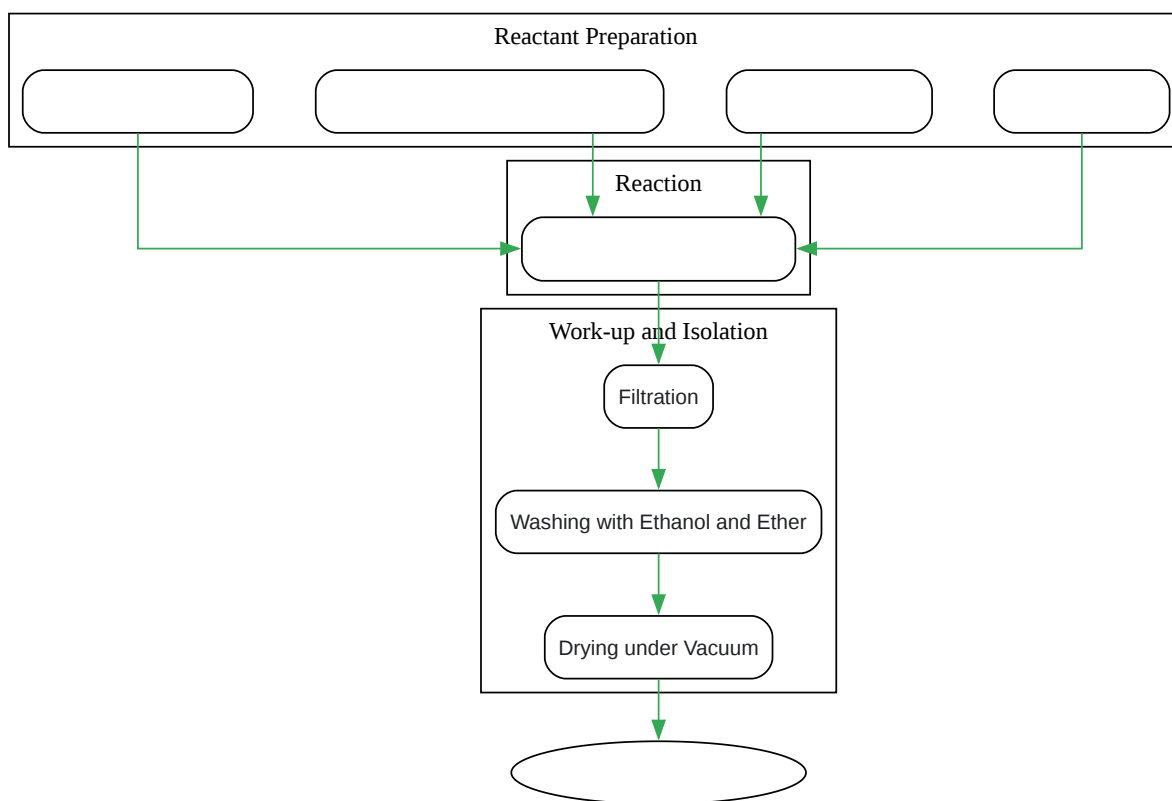 Reactant Preparation
Reaction
Work-up and Isolation
Filtration
Washing with Ethanol and Ether
Drying under Vacuum